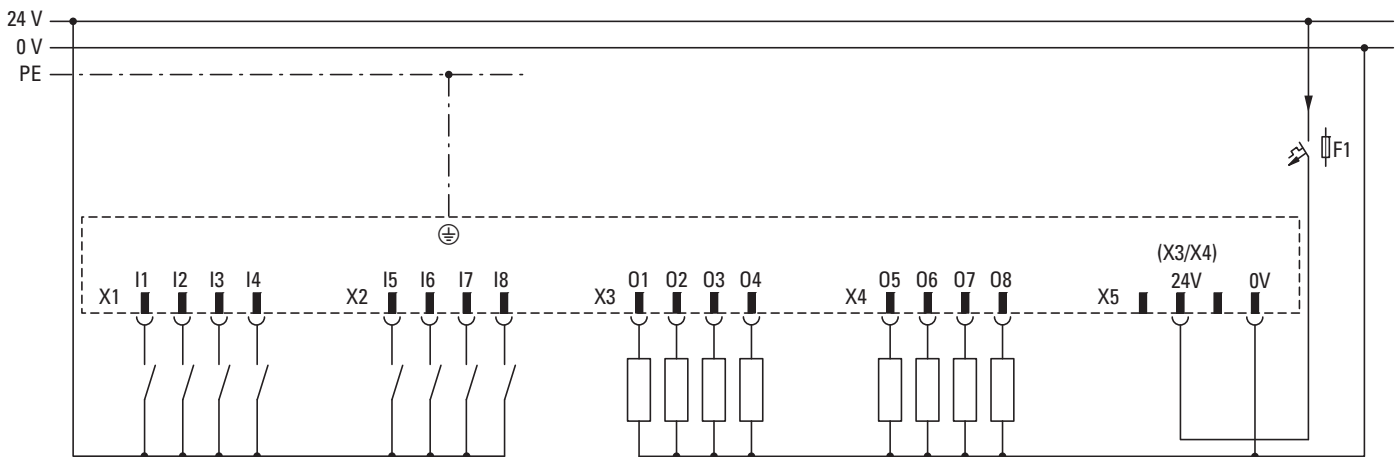 24 V
0 V
PE
F1
(X3/X4)
X1 I1 I2 I3 I4 X2 I5 I6 I7 I8 X3 O1 O2 O3 O4 X4 O5 O6 O7 O8 X5 24V 0V